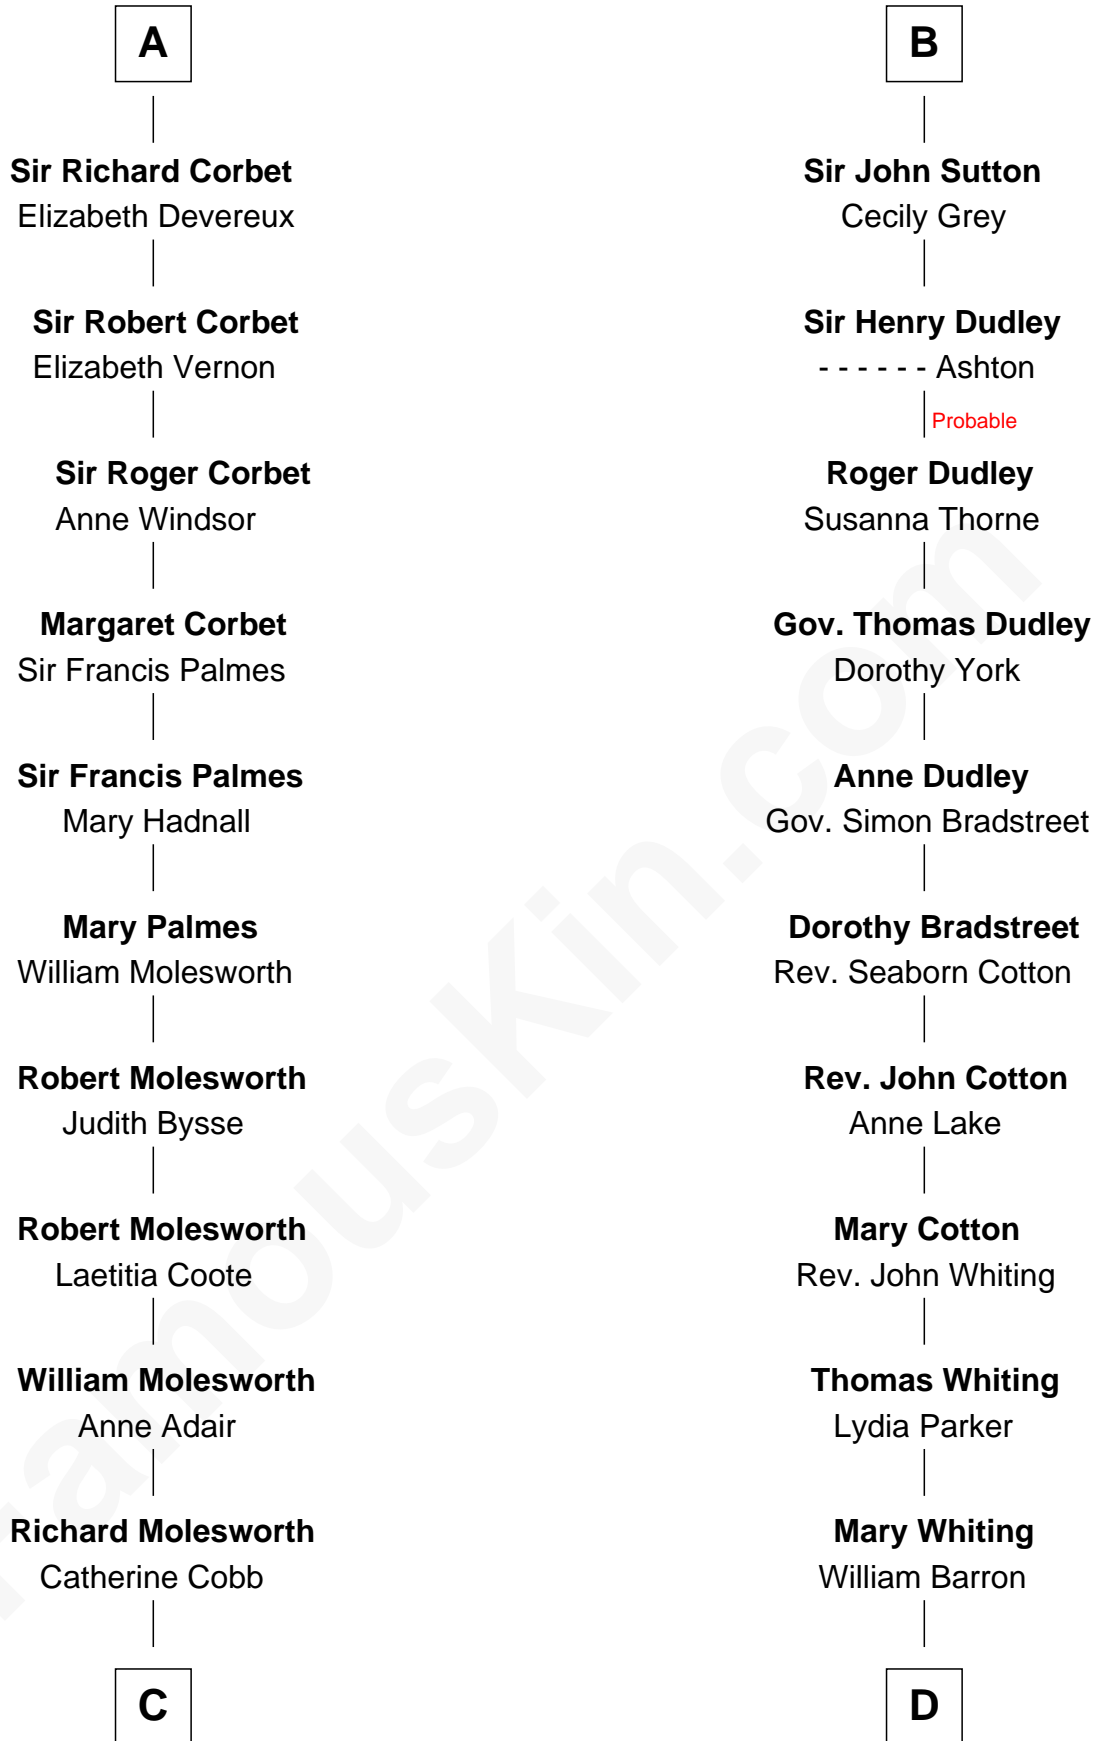 A
Sir Richard Corbet
Elizabeth Devereux
Sir Robert Corbet
Elizabeth Vernon
Sir Roger Corbet
Anne Windsor
Margaret Corbet
Sir Francis Palmes
Sir Francis Palmes
Mary Hadnall
Mary Palmes
William Molesworth
Robert Molesworth
Judith Bysse
Robert Molesworth
Laetitia Coote
William Molesworth
Anne Adair
Richard Molesworth
Catherine Cobb
C
B
Sir John Sutton
Cecily Grey
Sir Henry Dudley
- - - - - - Ashton
Probable
Roger Dudley
Susanna Thorne
Gov. Thomas Dudley
Dorothy York
Anne Dudley
Gov. Simon Bradstreet
Dorothy Bradstreet
Rev. Seaborn Cotton
Rev. John Cotton
Anne Lake
Mary Cotton
Rev. John Whiting
Thomas Whiting
Lydia Parker
Mary Whiting
William Barron
D
FamousKin.com